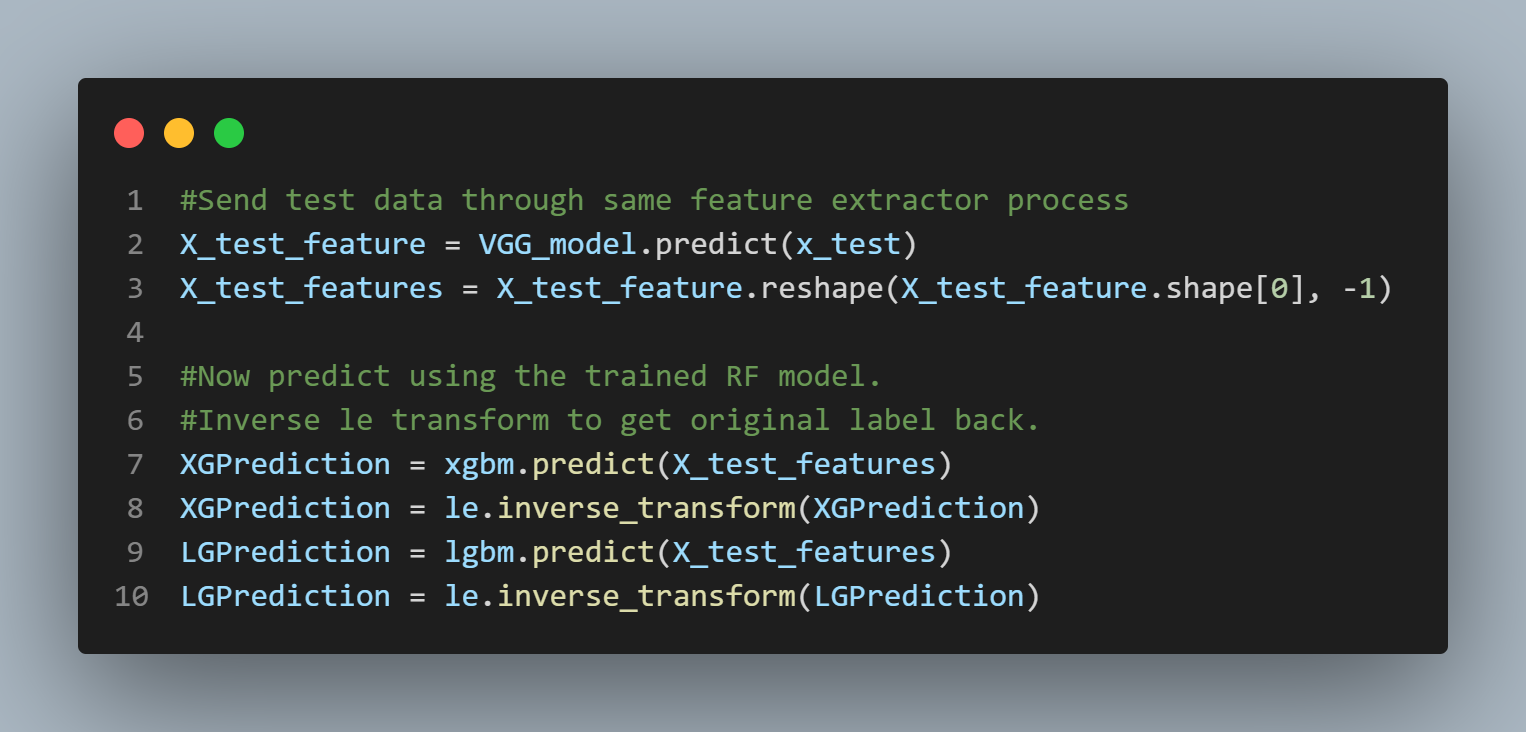 1 #Send test data through same feature extractor process
2 X_test_feature = VGG_model.predict(x_test)
3 X_test_features = X_test_feature.reshape(X_test_feature.shape[0], -1)
4
5 #Now predict using the trained RF model.
6 #Inverse le transform to get original label back.
7 XGPrediction = xgbm.predict(X_test_features)
8 XGPrediction = le.inverse_transform(XGPrediction)
9 LGPrediction = lgbm.predict(X_test_features)
10 LGPrediction = le.inverse_transform(LGPrediction)